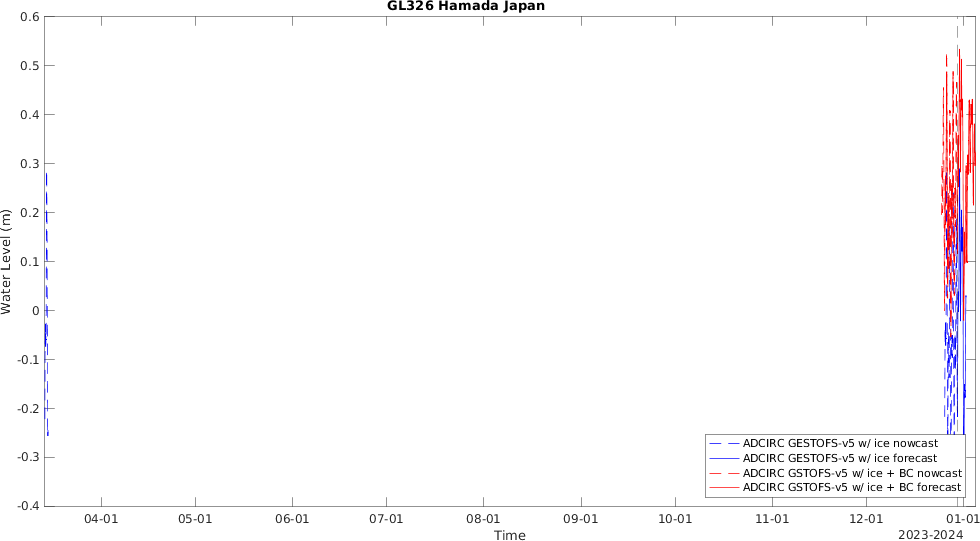 GL326 Hamada Japan
0.6
0.5
0.4
0.3
0.2
0.1
0
-0.1
-0.2
-0.3
-0.4
Water Level (m)
ADCIRC GESTOFS-v5 w/ ice nowcast
ADCIRC GESTOFS-v5 w/ ice forecast
ADCIRC GSTOFS-v5 w/ ice + BC nowcast
ADCIRC GSTOFS-v5 w/ ice + BC forecast
04-01 05-01 06-01 07-01 08-01 09-01 10-01 11-01 12-01 01-01
Time
2023-2024